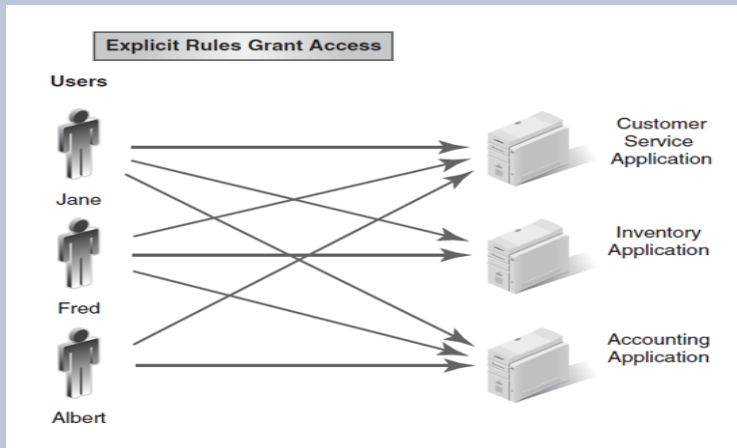 Explicit Rules Grant Access
Users
Jane
Fred
Albert
Customer
Service
Application
Inventory
Application
Accounting
Application